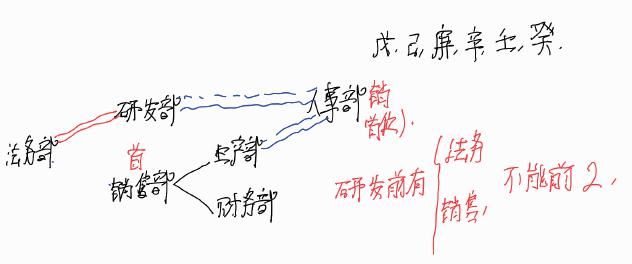 戊.己,庚,辛,壬,癸.
研发部
人事部
销
首位).
法务部
首
生产部
销售部
财务部
研发前有
法务
销售,
不能前2,